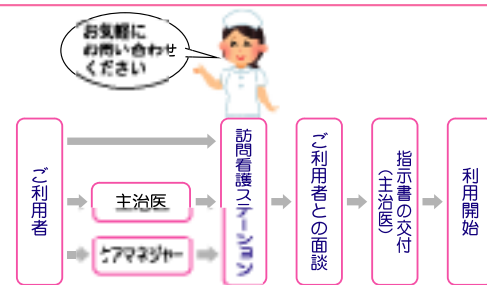 お気軽に
お問い合わせ
ください
ご利用者
主治医
ケアマネジャー
訪問看護ステーション
ご利用者との面談
指示書の交付
（主治医）
利用開始